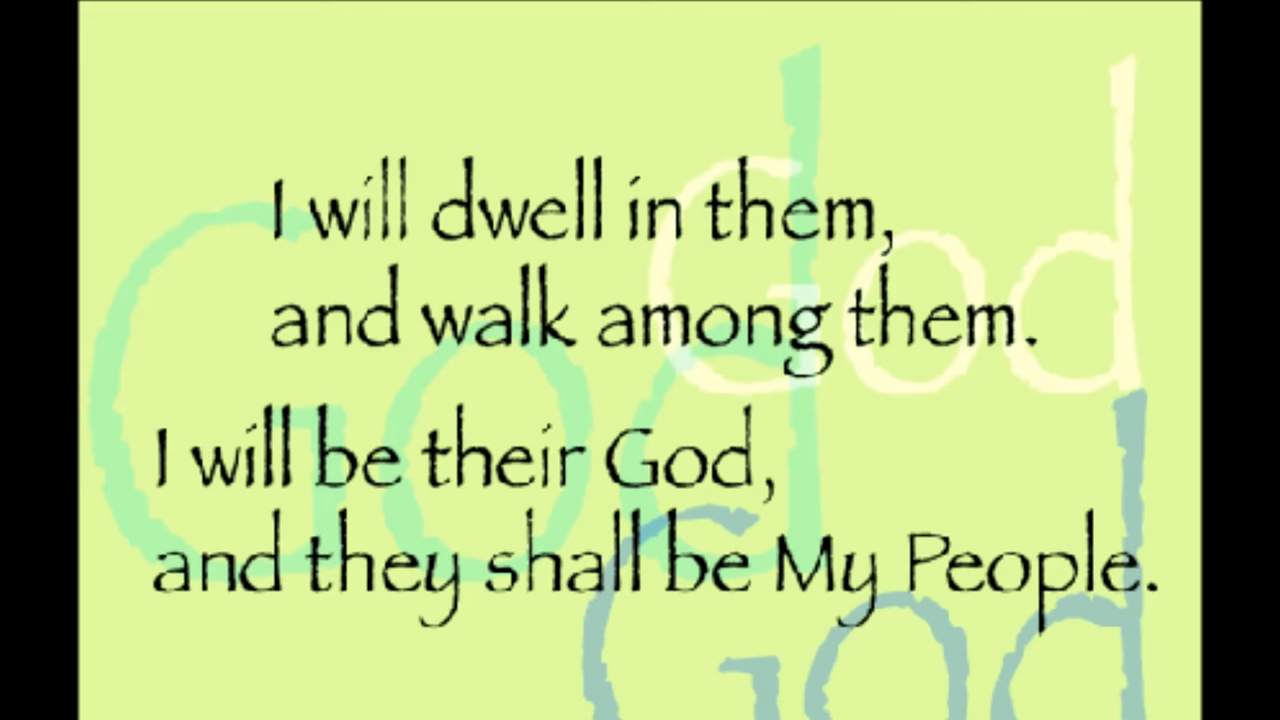 I will dwell in them,
and walk among them.
I will be their God,
and they shall be My People.
God
God
God